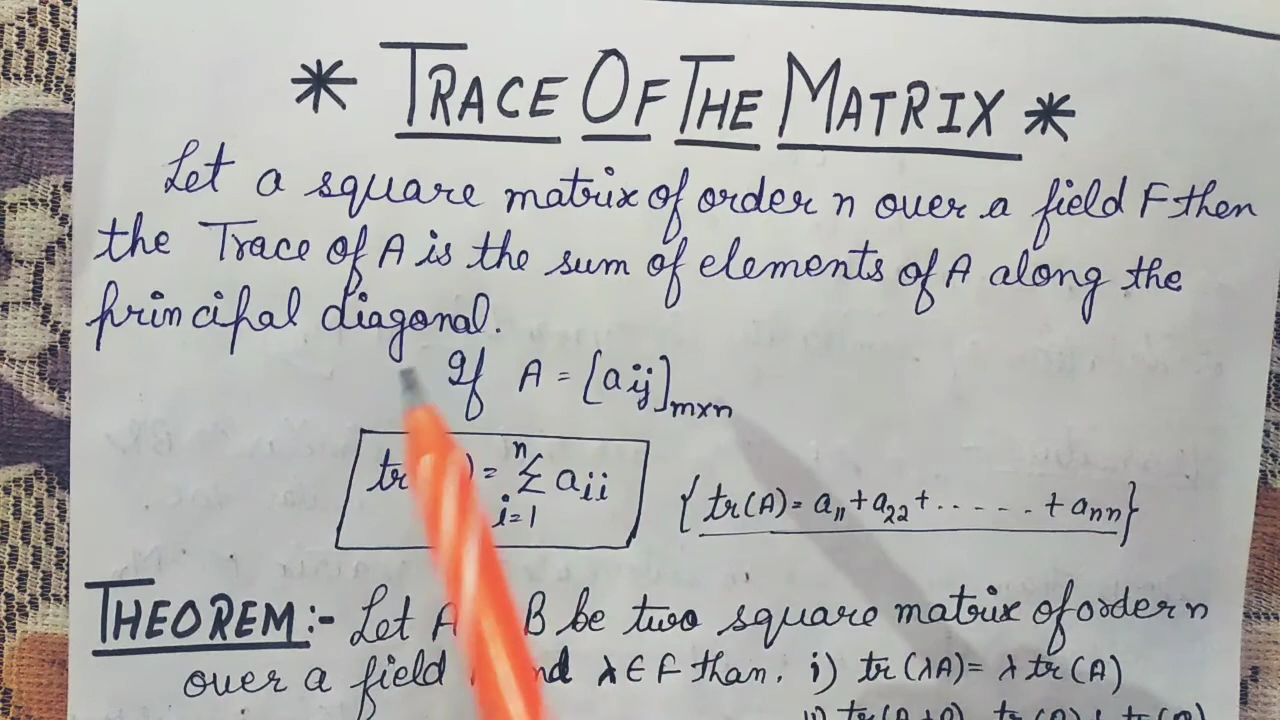 * TRACE OF THE MATRIX *
Let a square matrix of order n over a field F then
the Trace of A is the sum of elements of A along the
principal diagonal.
If A = [aij]m×n
tr ) = n∑i=1 aii {tr(A) = a11 + a22 + ...... + ann}
THEOREM:- Let A B be two square matrix of order n
over a field nd λ ∈ F than. i) tr (λA) = λ tr (A)